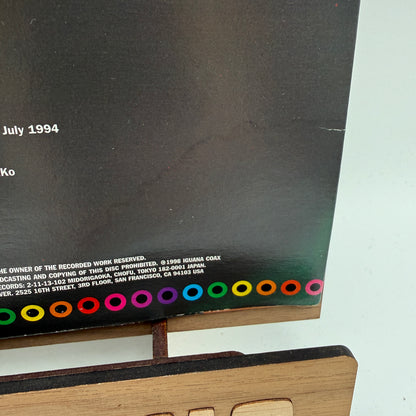 July 1994
Ko
HE OWNER OF THE RECORDED WORK RESERVED.
DCASTING AND COPYING OF THIS DISC PROHIBITED. ℗1996 IGUANA COAX
ECORDS: 2-11-13-102 MIDORIGAOKA, CHOFU, TOKYO 182-0001 JAPAN.
VER. 2525 16TH STREET, 3RD FLOOR, SAN FRANCISCO, CA 94103 USA